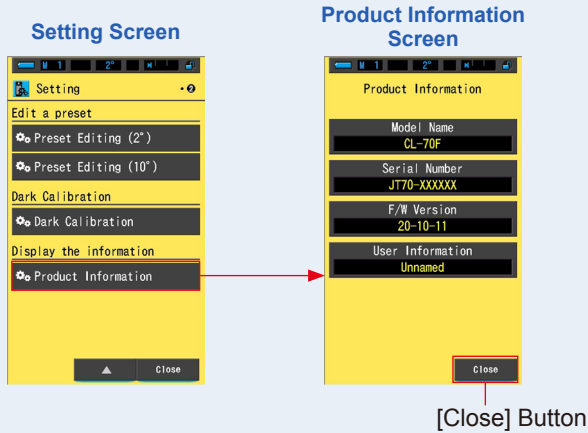 Setting Screen
M 1 2°
Setting
Edit a preset
Preset Editing (2°)
Preset Editing (10°)
Dark Calibration
Dark Calibration
Display the information
Product Information
▲ Close
Product Information
Screen
M 1 2°
Product Information
Model Name
CL-70F
Serial Number
JT70-XXXXXX
F/W Version
20-10-11
User Information
Unnamed
Close
[Close] Button